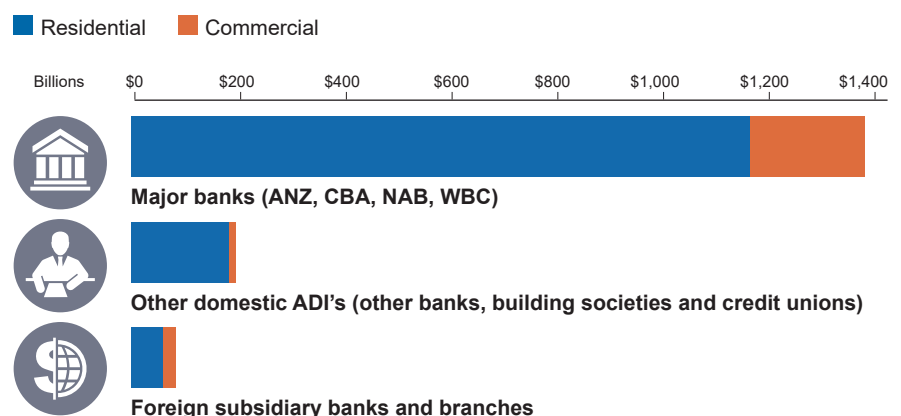 Residential Commercial
Billions $0 $200 $400 $600 $800 $1,000 $1,200 $1,400
Major banks (ANZ, CBA, NAB, WBC)
Other domestic ADI’s (other banks, building societies and credit unions)
Foreign subsidiary banks and branches